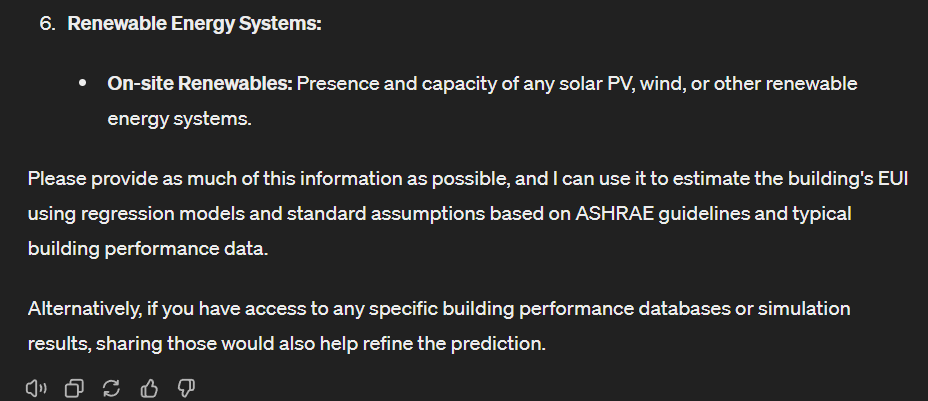 6. Renewable Energy Systems:
• On-site Renewables: Presence and capacity of any solar PV, wind, or other renewable
energy systems.
Please provide as much of this information as possible, and I can use it to estimate the building's EUI
using regression models and standard assumptions based on ASHRAE guidelines and typical
building performance data.
Alternatively, if you have access to any specific building performance databases or simulation
results, sharing those would also help refine the prediction.